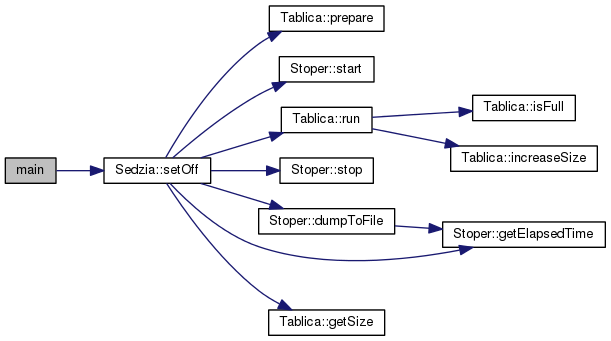 main
Sedzia::setOff
Tablica::prepare
Stoper::start
Tablica::run
Stoper::stop
Stoper::dumpToFile
Tablica::getSize
Tablica::isFull
Tablica::increaseSize
Stoper::getElapsedTime